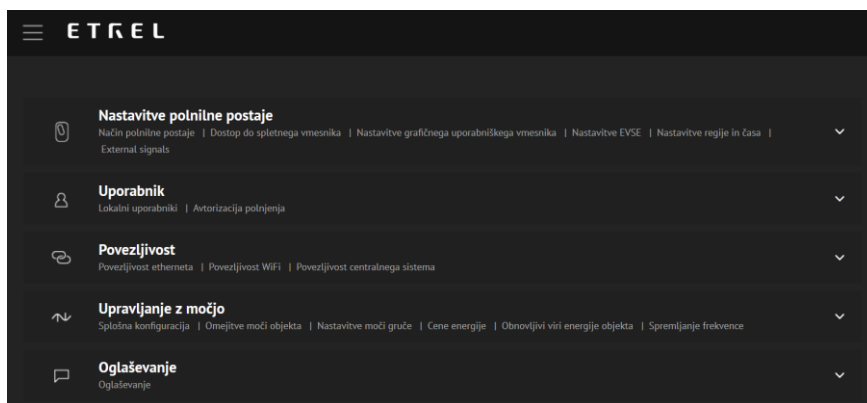 ETREL
Nastavitve polnilne postaje
Način polnilne postaje | Dostop do spletnega vmesnika | Nastavitve grafičnega uporabniškega vmesnika | Nastavitve EVSE | Nastavitve regije in časa |
External signals
Uporabnik
Lokalni uporabniki | Avtorizacija polnjenja
Povezljivost
Povezljivost etherneta | Povezljivost WiFi | Povezljivost centralnega sistema
Upravljanje z močjo
Splošna konfiguracija | Omejitve moči objekta | Nastavitve moči gruče | Cene energije | Obnovljivi viri energije objekta | Spremljanje frekvence
Oglaševanje
Oglaševanje